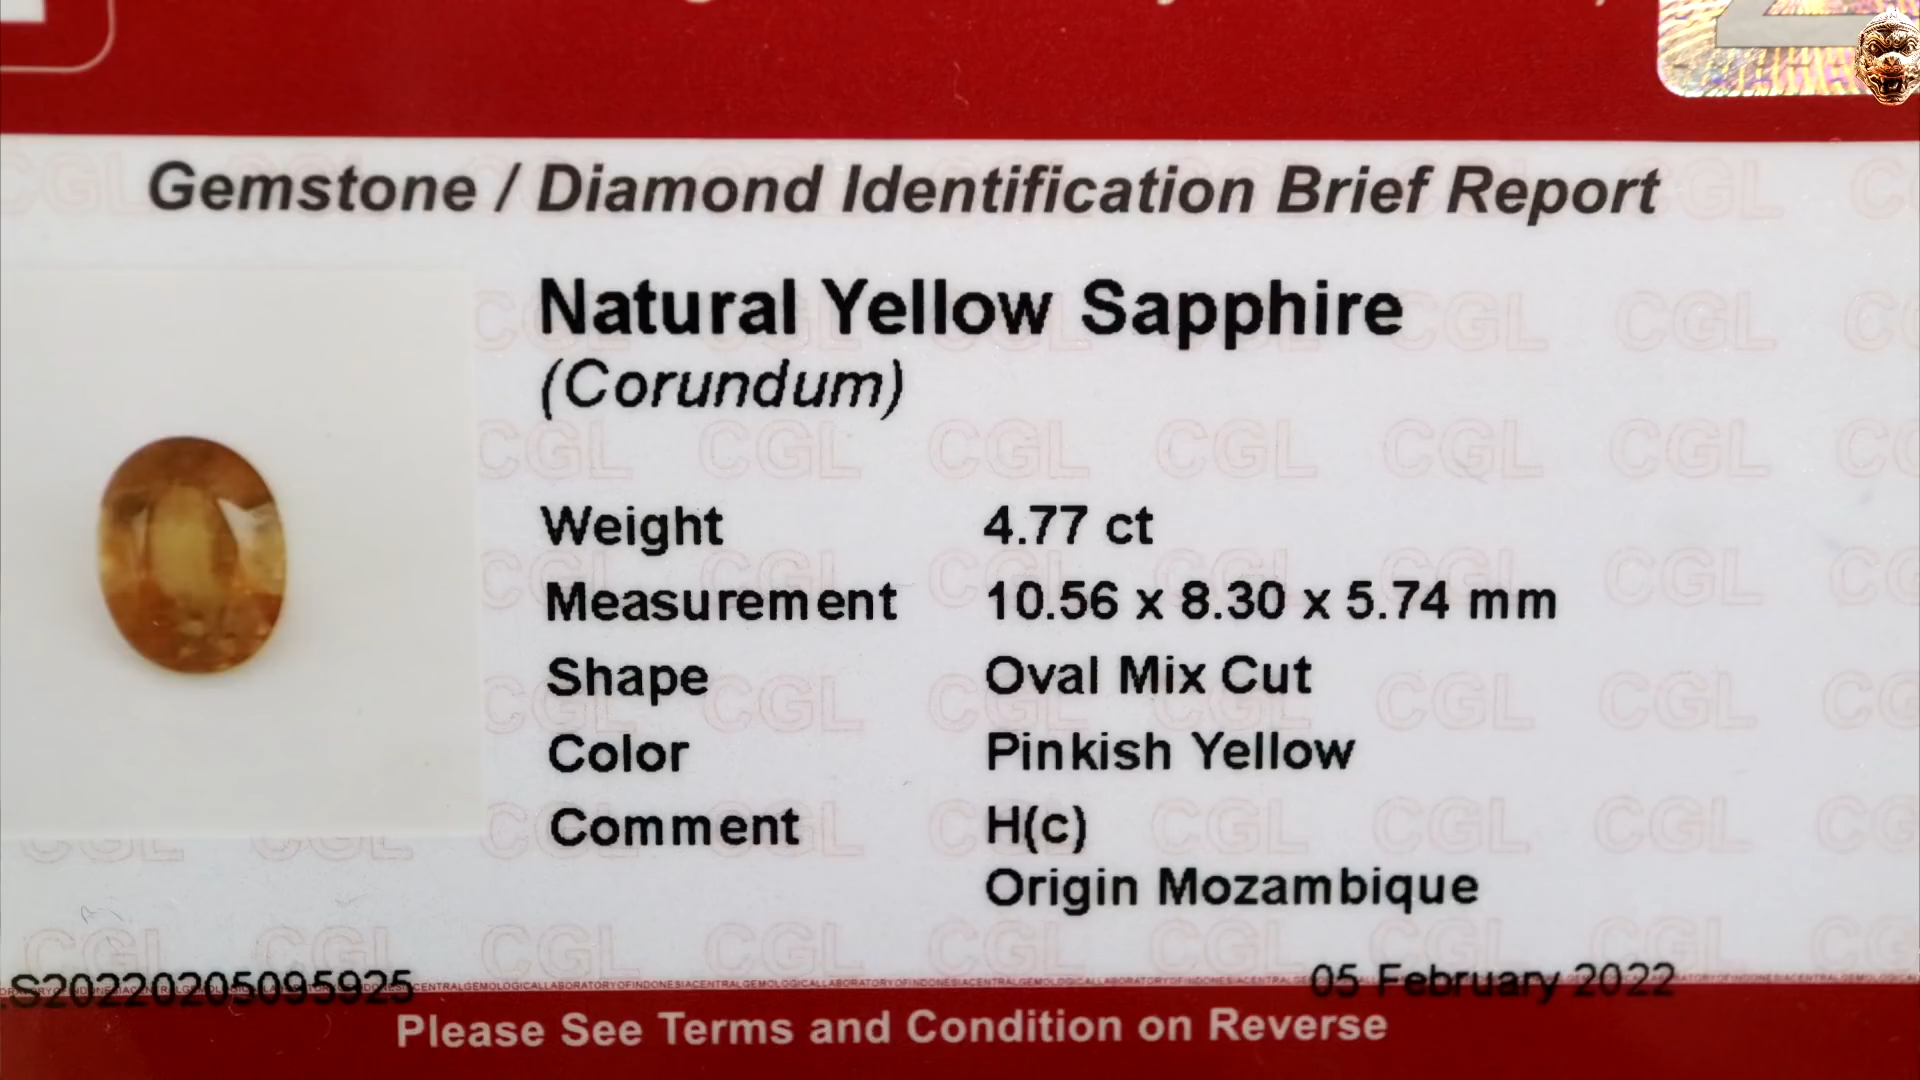 Gemstone / Diamond Identification Brief Report
Natural Yellow Sapphire
(Corundum)
Weight 4.77 ct
Measurement 10.56 x 8.30 x 5.74 mm
Shape Oval Mix Cut
Color Pinkish Yellow
Comment H(c)
Origin Mozambique
S20220205095925 05 February 2022
Please See Terms and Condition on Reverse